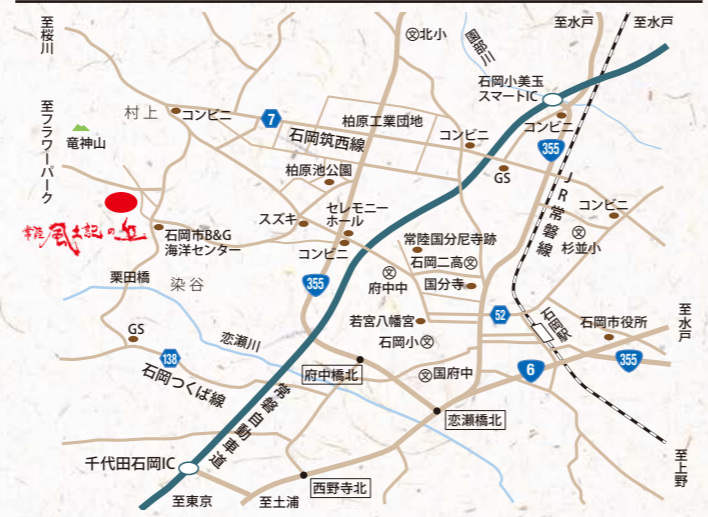 至水戸
至水戸
至桜川
北小
園部川
石岡小美玉
スマートIC
至フラワーパーク
村上
コンビニ
7
柏原工業団地
コンビニ
コンビニ
355
竜神山
石岡筑西線
柏原池公園
GS
JR常磐線
コンビニ
常陸風土記の丘
石岡市B&G
海洋センター
スズキ
セレモニー
ホール
コンビニ
常陸国分尼寺跡
石岡二高
杉並小
栗田橋
染谷
355
府中中
国分寺
GS
恋瀬川
若宮八幡宮
52
石岡駅
石岡市役所
至水戸
138
石岡つくば線
石岡小
府中橋北
国府中
6
355
常磐自動車道
恋瀬橋北
千代田石岡IC
西野寺北
至上野
至東京
至土浦